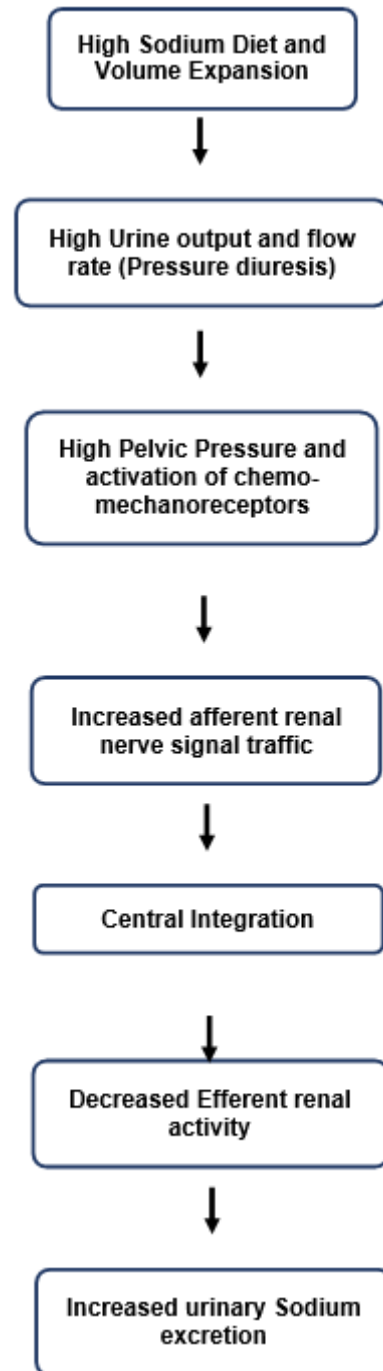 High Sodium Diet and
Volume Expansion
High Urine output and flow
rate (Pressure diuresis)
High Pelvic Pressure and
activation of chemo-
mechanoreceptors
Increased afferent renal
nerve signal traffic
Central Integration
Decreased Efferent renal
activity
Increased urinary Sodium
excretion